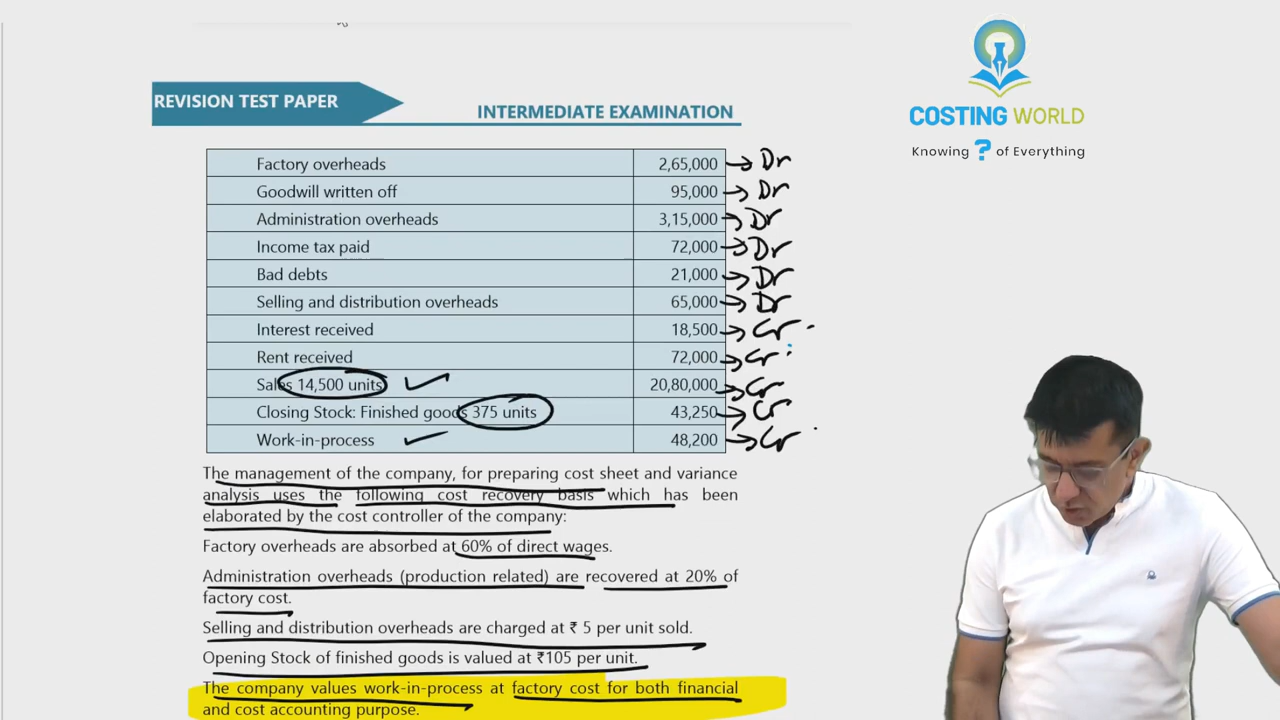 REVISION TEST PAPER
INTERMEDIATE EXAMINATION
COSTING WORLD
Knowing ? of Everything
Factory overheads 2,65,000 → Dr
Goodwill written off 95,000 → Dr
Administration overheads 3,15,000 → Dr
Income tax paid 72,000 → Dr
Bad debts 21,000 → Dr
Selling and distribution overheads 65,000 → Dr
Interest received 18,500 → Cr
Rent received 72,000 → Cr
Sales 14,500 units 20,80,000 → Cr
Closing Stock: Finished goods 375 units 43,250 → Cr
Work-in-process 48,200 → Cr
The management of the company, for preparing cost sheet and variance
analysis uses the following cost recovery basis which has been
elaborated by the cost controller of the company:
Factory overheads are absorbed at 60% of direct wages.
Administration overheads (production related) are recovered at 20% of
factory cost.
Selling and distribution overheads are charged at ₹ 5 per unit sold.
Opening Stock of finished goods is valued at ₹105 per unit.
The company values work-in-process at factory cost for both financial
and cost accounting purpose.